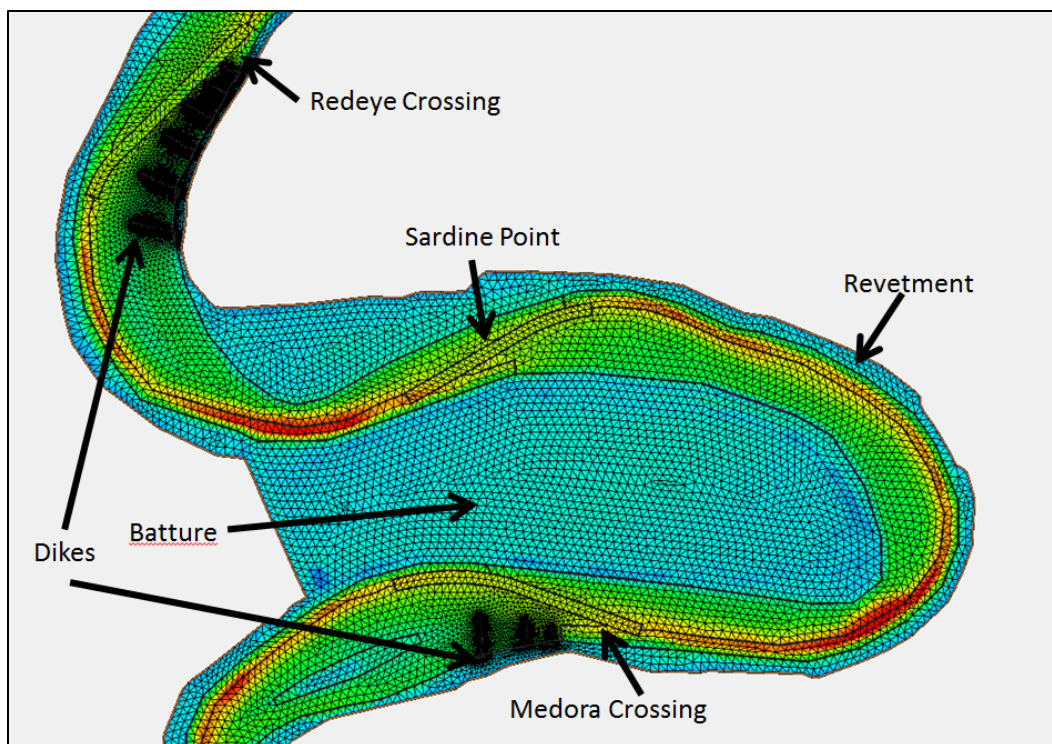 Redeye Crossing
Sardine Point
Revetment
Batture
Dikes
Medora Crossing